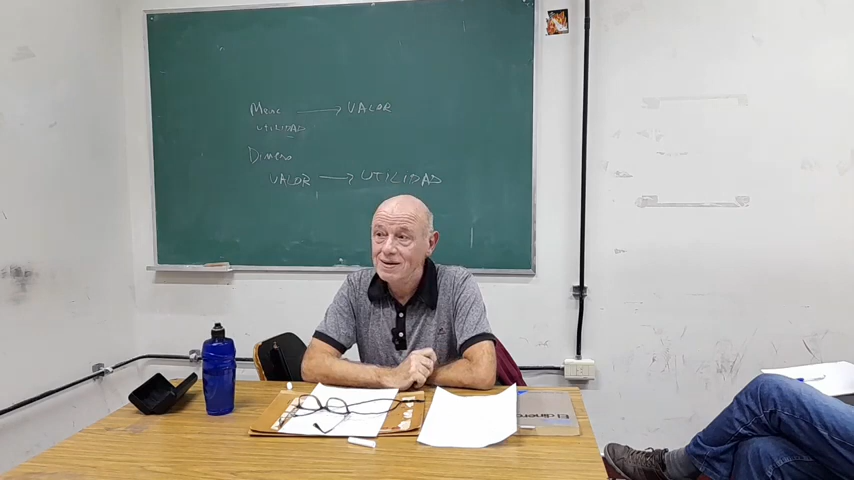 Merc → VALOR
UTILIDAD
Dinero
VALOR → UTILIDAD
El dinero